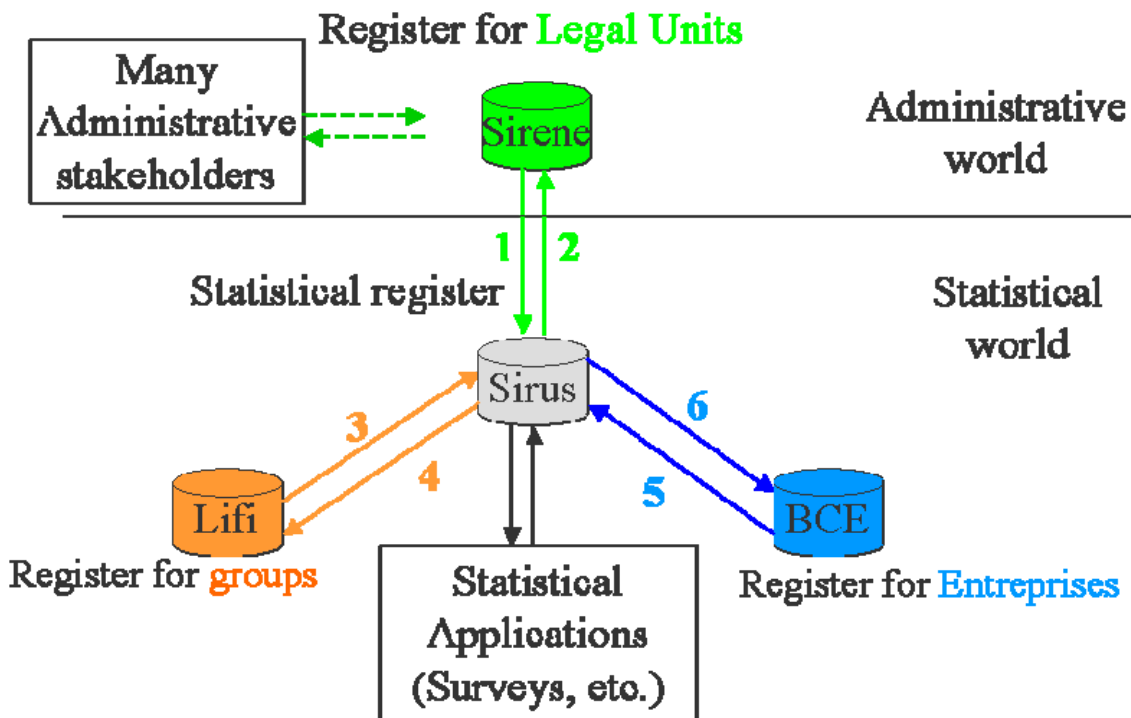 Register for Legal Units
Many
Administrative
stakeholders
Sirene
Administrative
world
1
2
Statistical register
Statistical
world
Sirus
3
4
6
5
Lifi
BCE
Register for groups
Register for Entreprises
Statistical
Applications
(Surveys, etc.)